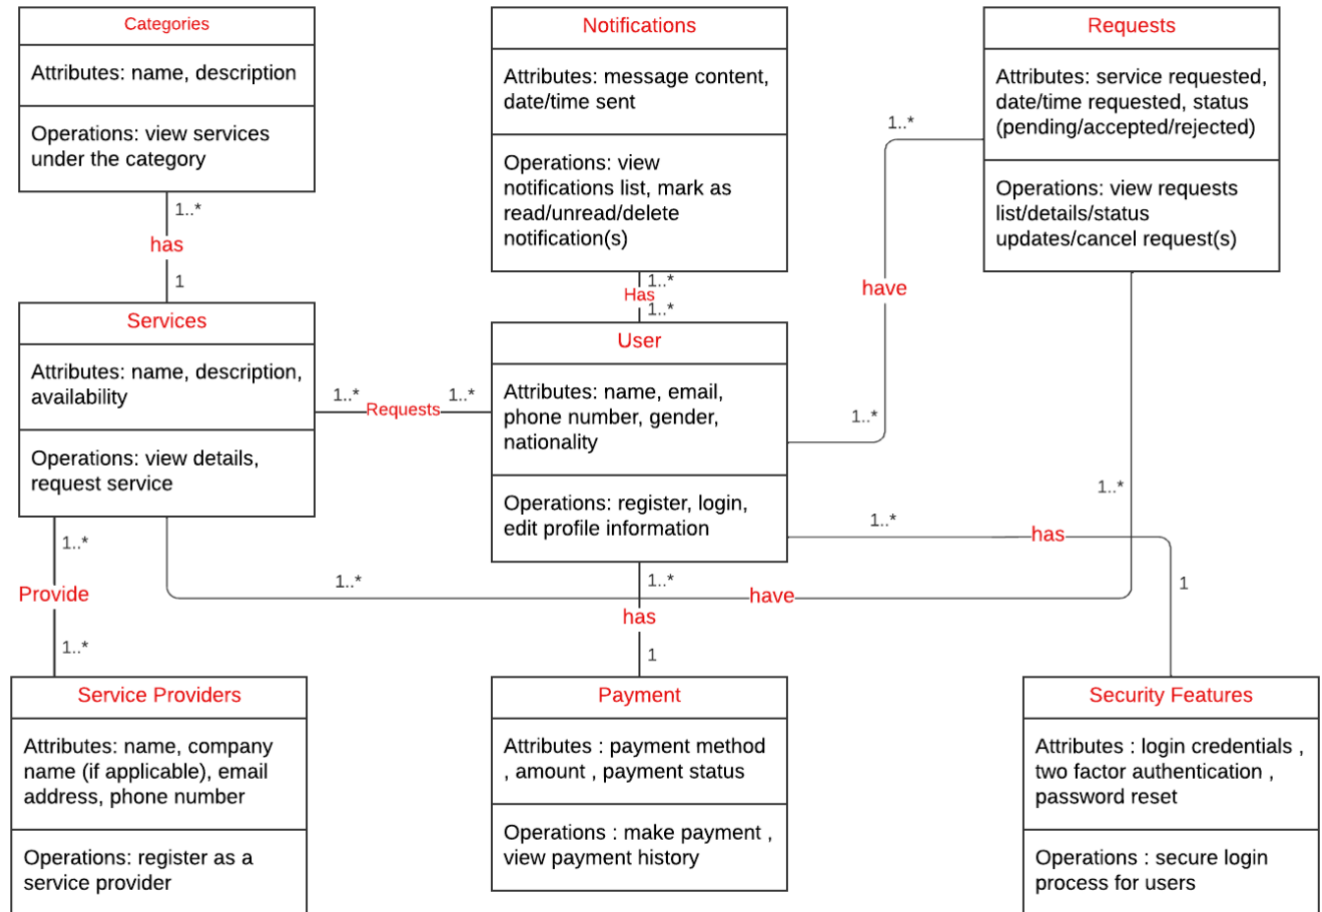 Categories
Attributes: name, description
Operations: view services
under the category
1..*
has
1
Notifications
Attributes: message content,
date/time sent
Operations: view
notifications list, mark as
read/unread/delete
notification(s)
1..*
Has
1..*
Requests
Attributes: service requested,
date/time requested, status
(pending/accepted/rejected)
Operations: view requests
list/details/status
updates/cancel request(s)
1..*
have
1..*
Services
Attributes: name, description,
availability
Operations: view details,
request service
1..*
Requests
1..*
User
Attributes: name, email,
phone number, gender,
nationality
Operations: register, login,
edit profile information
1..*
has
1
1..*
1..*
have
1..*
Provide
1..*
1..*
has
1
Service Providers
Attributes: name, company
name (if applicable), email
address, phone number
Operations: register as a
service provider
Payment
Attributes : payment method
, amount , payment status
Operations : make payment ,
view payment history
Security Features
Attributes : login credentials ,
two factor authentication ,
password reset
Operations : secure login
process for users